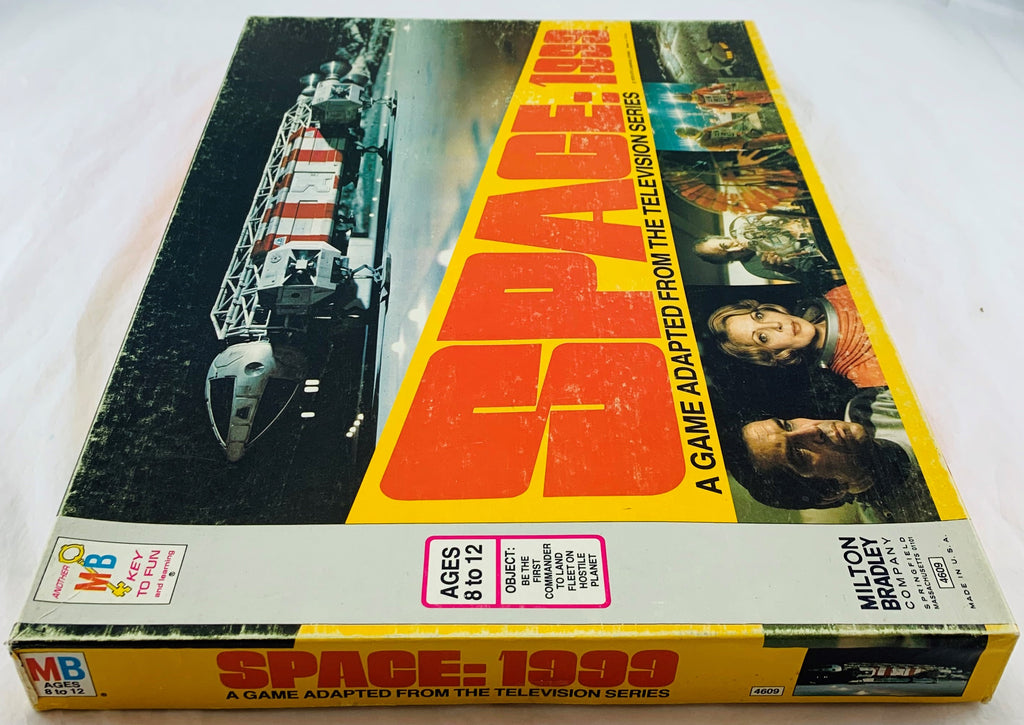 SPACE: 1999
A GAME ADAPTED FROM THE TELEVISION SERIES
ANOTHER
MB
KEY
TO FUN
and learning
®
AGES
8 to 12
OBJECT:
BE THE
FIRST
COMMANDER
TO LAND
FLEET ON
HOSTILE
PLANET
MILTON
BRADLEY
COMPANY
SPRINGFIELD
MASSACHUSETTS 01101
4609
MADE IN U.S.A.
MB
AGES
8 to 12
SPACE: 1999
A GAME ADAPTED FROM THE TELEVISION SERIES
4609